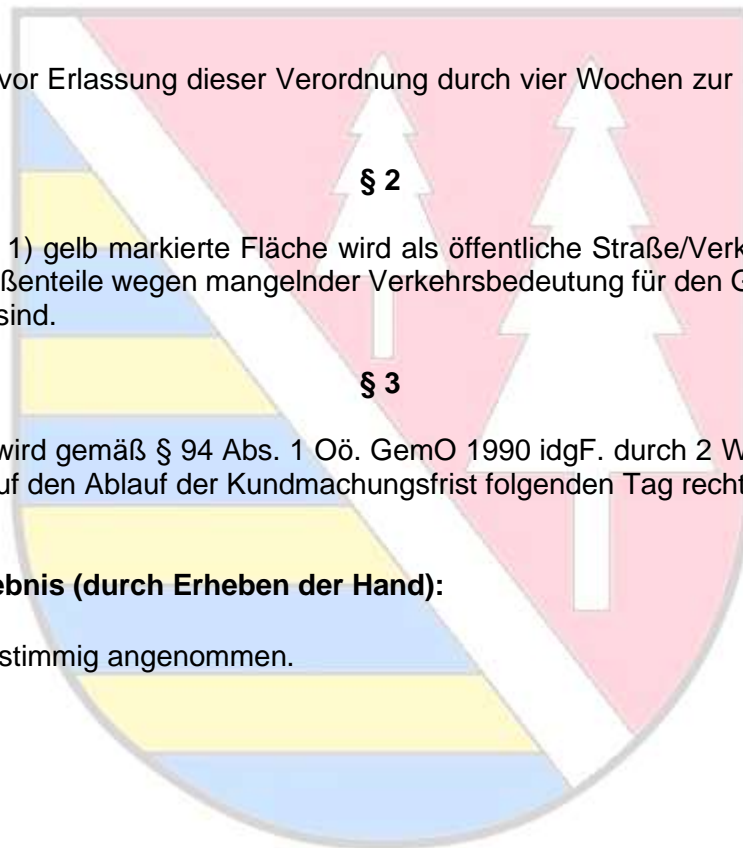 vor Erlassung dieser Verordnung durch vier Wochen zur
§ 2
1) gelb markierte Fläche wird als öffentliche Straße/Verk
ßenteile wegen mangelnder Verkehrsbedeutung für den G
sind.
§ 3
wird gemäß § 94 Abs. 1 Oö. GemO 1990 idgF. durch 2 W
uf den Ablauf der Kundmachungsfrist folgenden Tag recht
ebnis (durch Erheben der Hand):
stimmig angenommen.